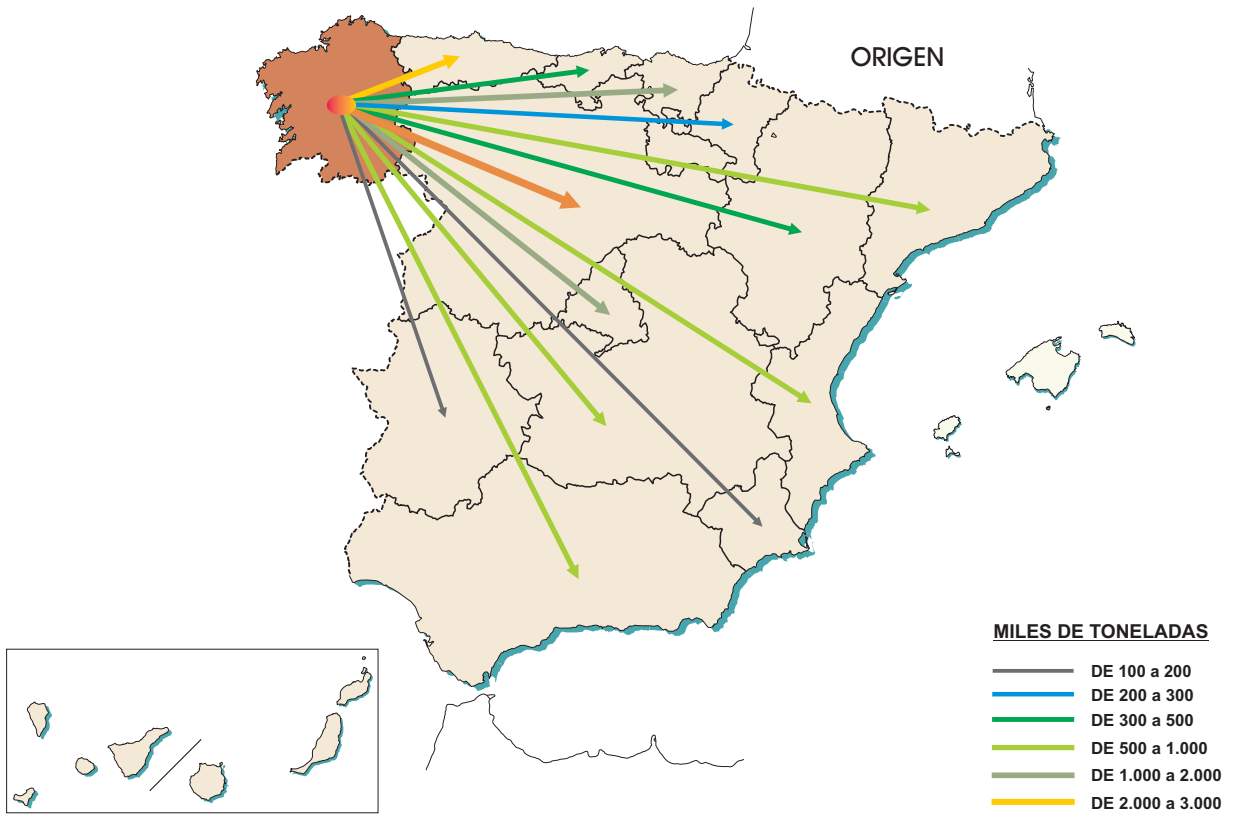 ORIGEN
MILES DE TONELADAS
DE 100 a 200
DE 200 a 300
DE 300 a 500
DE 500 a 1.000
DE 1.000 a 2.000
DE 2.000 a 3.000